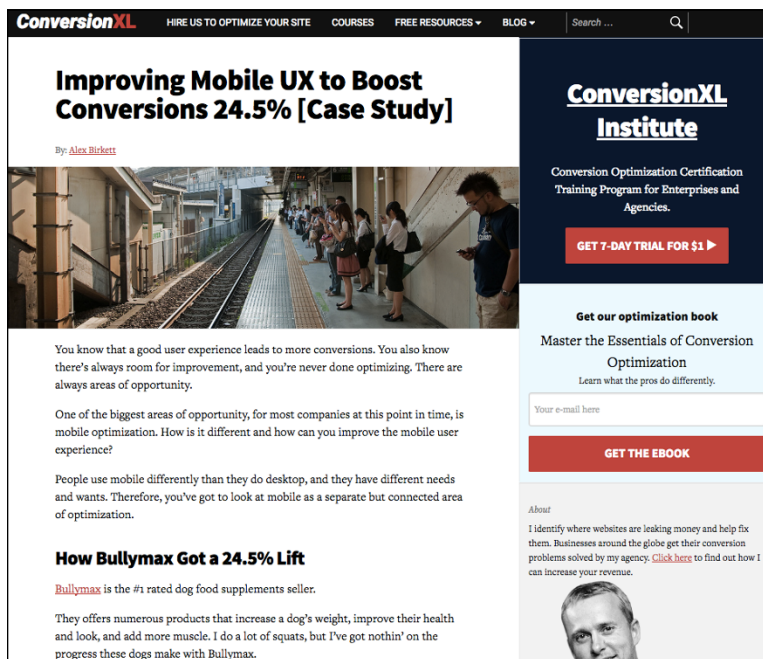 ConversionXL
HIRE US TO OPTIMIZE YOUR SITE
COURSES
FREE RESOURCES
BLOG
Search ...
Improving Mobile UX to Boost
Conversions 24.5% [Case Study]
By: Alex Birkett
You know that a good user experience leads to more conversions. You also know
there's always room for improvement, and you're never done optimizing. There are
always areas of opportunity.
One of the biggest areas of opportunity, for most companies at this point in time, is
mobile optimization. How is it different and how can you improve the mobile user
experience?
People use mobile differently than they do desktop, and they have different needs
and wants. Therefore, you've got to look at mobile as a separate but connected area
of optimization.
How Bullymax Got a 24.5% Lift
Bullymax is the #1 rated dog food supplements seller.
They offers numerous products that increase a dog's weight, improve their health
and look, and add more muscle. I do a lot of squats, but I've got nothin' on the
progress these dogs make with Bullymax.
ConversionXL
Institute
Conversion Optimization Certification
Training Program for Enterprises and
Agencies.
GET 7-DAY TRIAL FOR $1
Get our optimization book
Master the Essentials of Conversion
Optimization
Learn what the pros do differently.
Your e-mail here
GET THE EBOOK
About
I identify where websites are leaking money and help fix
them. Businesses around the globe get their conversion
problems solved by my agency. Click here to find out how I
can increase your revenue.